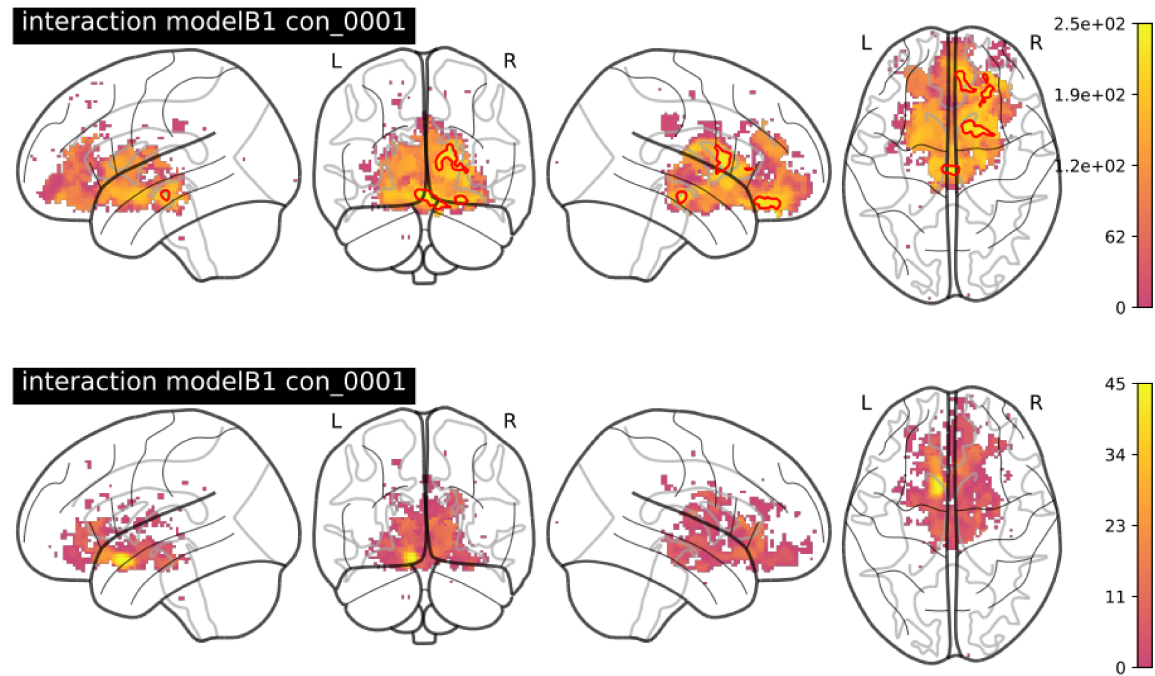 interaction modelB1 con_0001
L R L R
2.5e+02
1.9e+02
1.2e+02
62
0
interaction modelB1 con_0001
L R L R
45
34
23
11
0